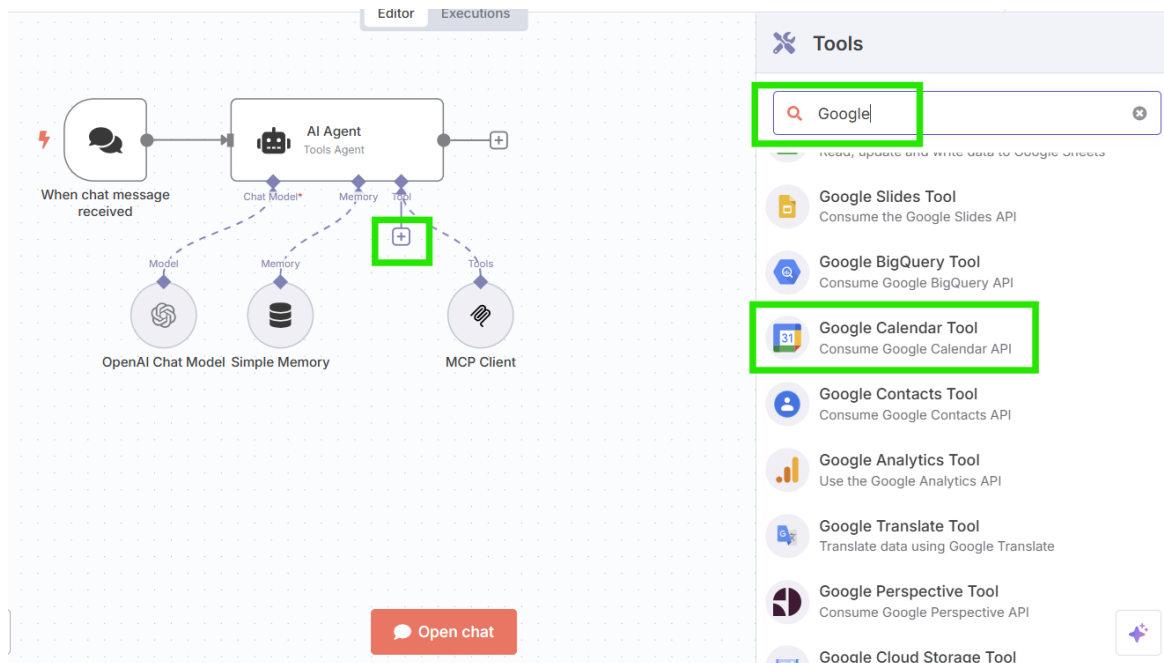 Editor Executions
Tools
Google
When chat message
received
AI Agent
Tools Agent
Chat Model*
Memory
Tool
Model
Memory
Tools
OpenAI Chat Model
Simple Memory
MCP Client
Open chat
Read, update and write data to Google Sheets
Google Slides Tool
Consume the Google Slides API
Google BigQuery Tool
Consume Google BigQuery API
31
Google Calendar Tool
Consume Google Calendar API
Google Contacts Tool
Consume Google Contacts API
Google Analytics Tool
Use the Google Analytics API
Google Translate Tool
Translate data using Google Translate
Google Perspective Tool
Consume Google Perspective API
Google Cloud Storage Tool